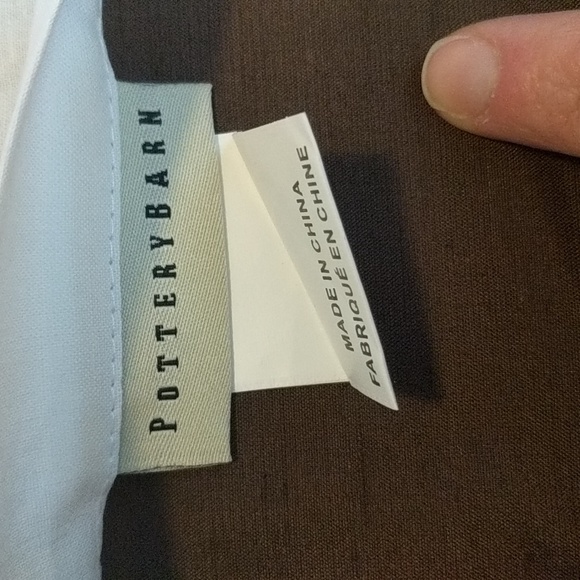 POTTERYBARN
MADE IN CHINA
FABRIQUÉ EN CHINE